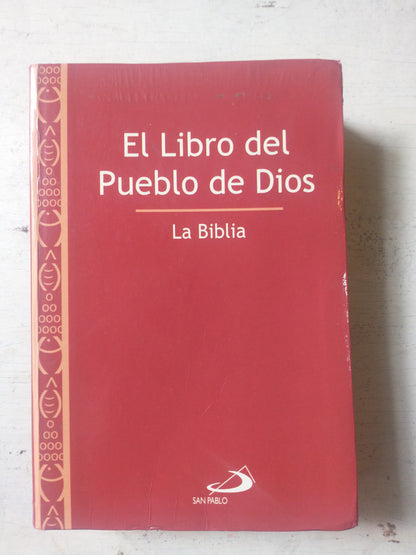 El Libro del
Pueblo de Dios
La Biblia
SAN PABLO